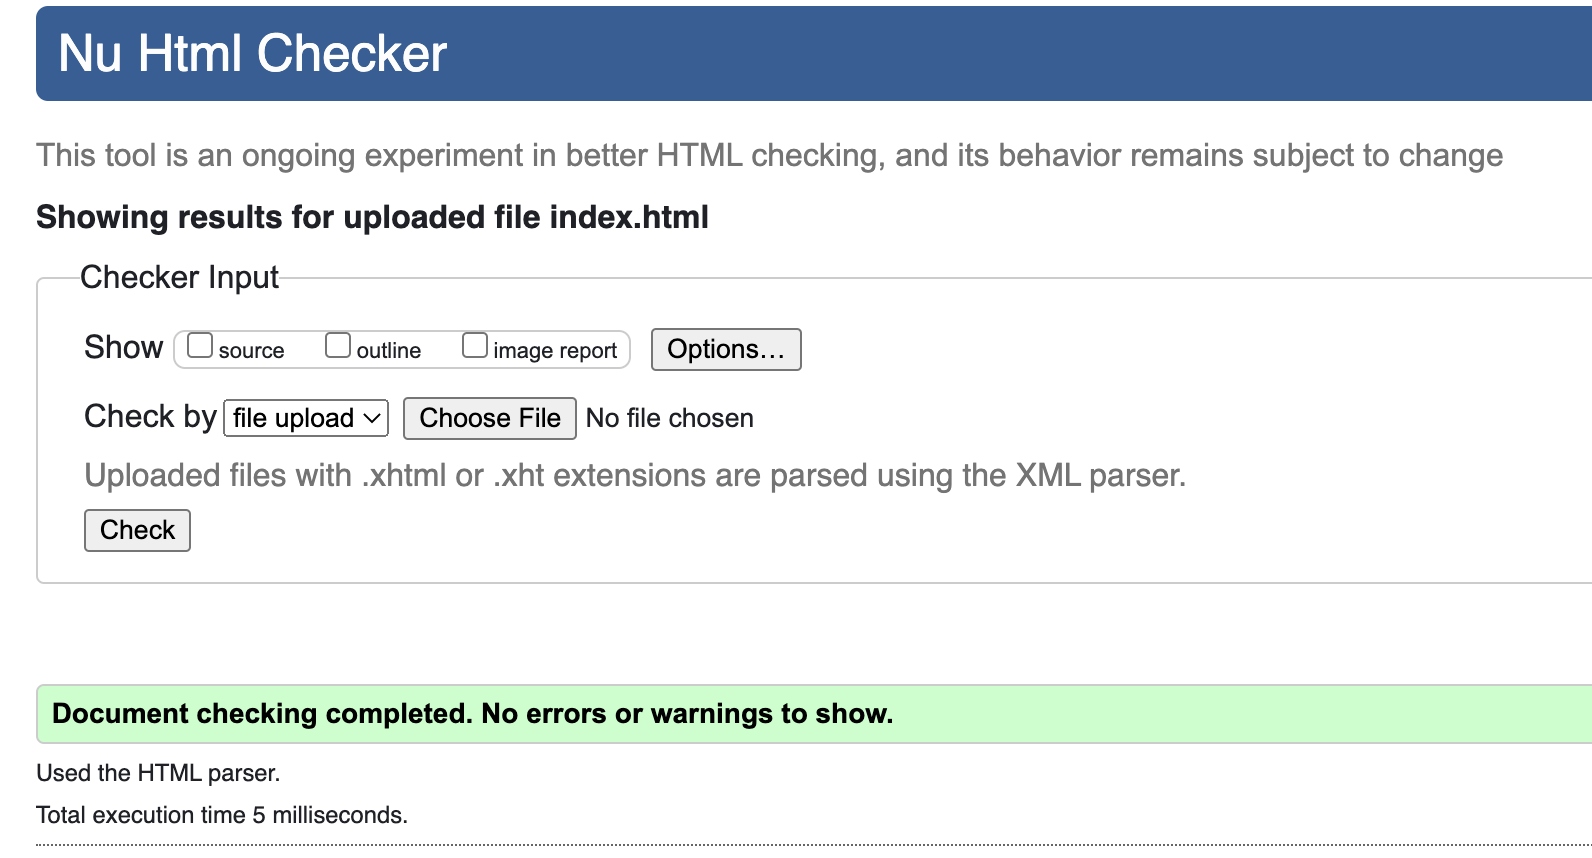 Nu Html Checker
This tool is an ongoing experiment in better HTML checking, and its behavior remains subject to change
Showing results for uploaded file index.html
Checker Input
Show source outline image report Options...
Check by file upload Choose File No file chosen
Uploaded files with .xhtml or .xht extensions are parsed using the XML parser.
Check
Document checking completed. No errors or warnings to show.
Used the HTML parser.
Total execution time 5 milliseconds.